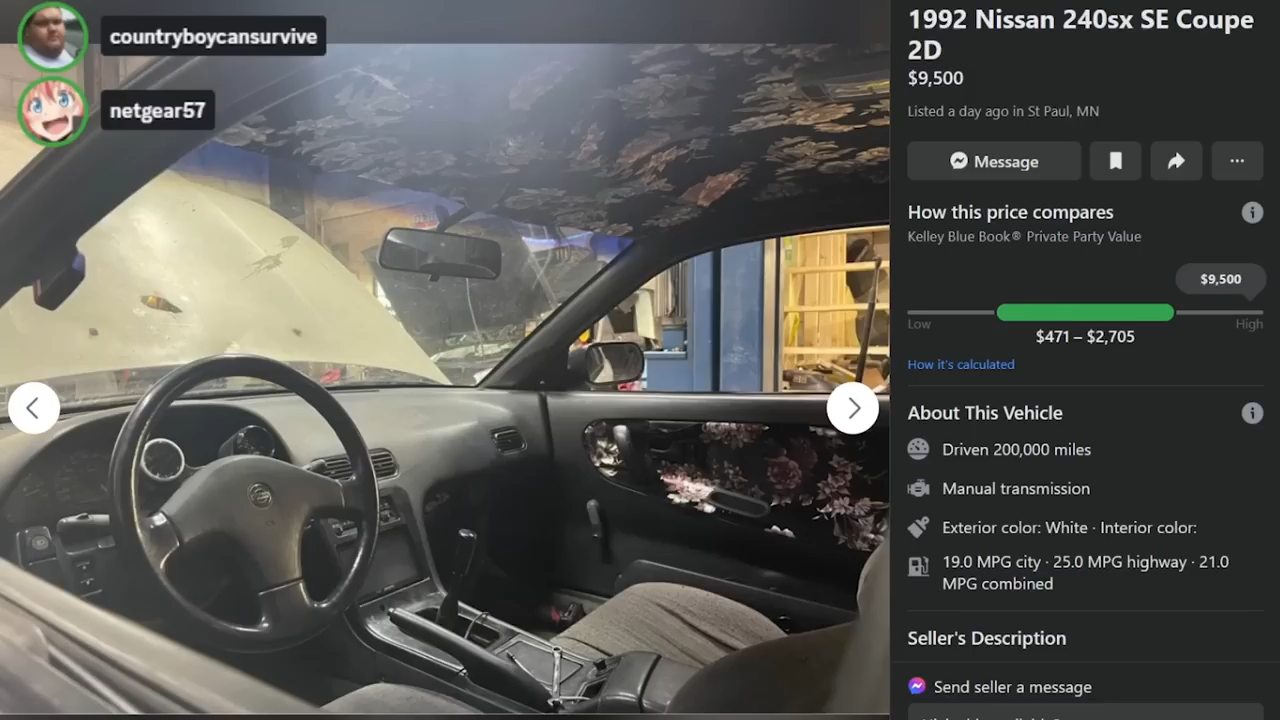 countryboycansurvive
netgear57
1992 Nissan 240sx SE Coupe
2D
$9,500
Listed a day ago in St Paul, MN
Message
How this price compares
Kelley Blue Book® Private Party Value
$9,500
Low
High
$471 – $2,705
How it's calculated
About This Vehicle
Driven 200,000 miles
Manual transmission
Exterior color: White · Interior color:
19.0 MPG city · 25.0 MPG highway · 21.0
MPG combined
Seller's Description
Send seller a message